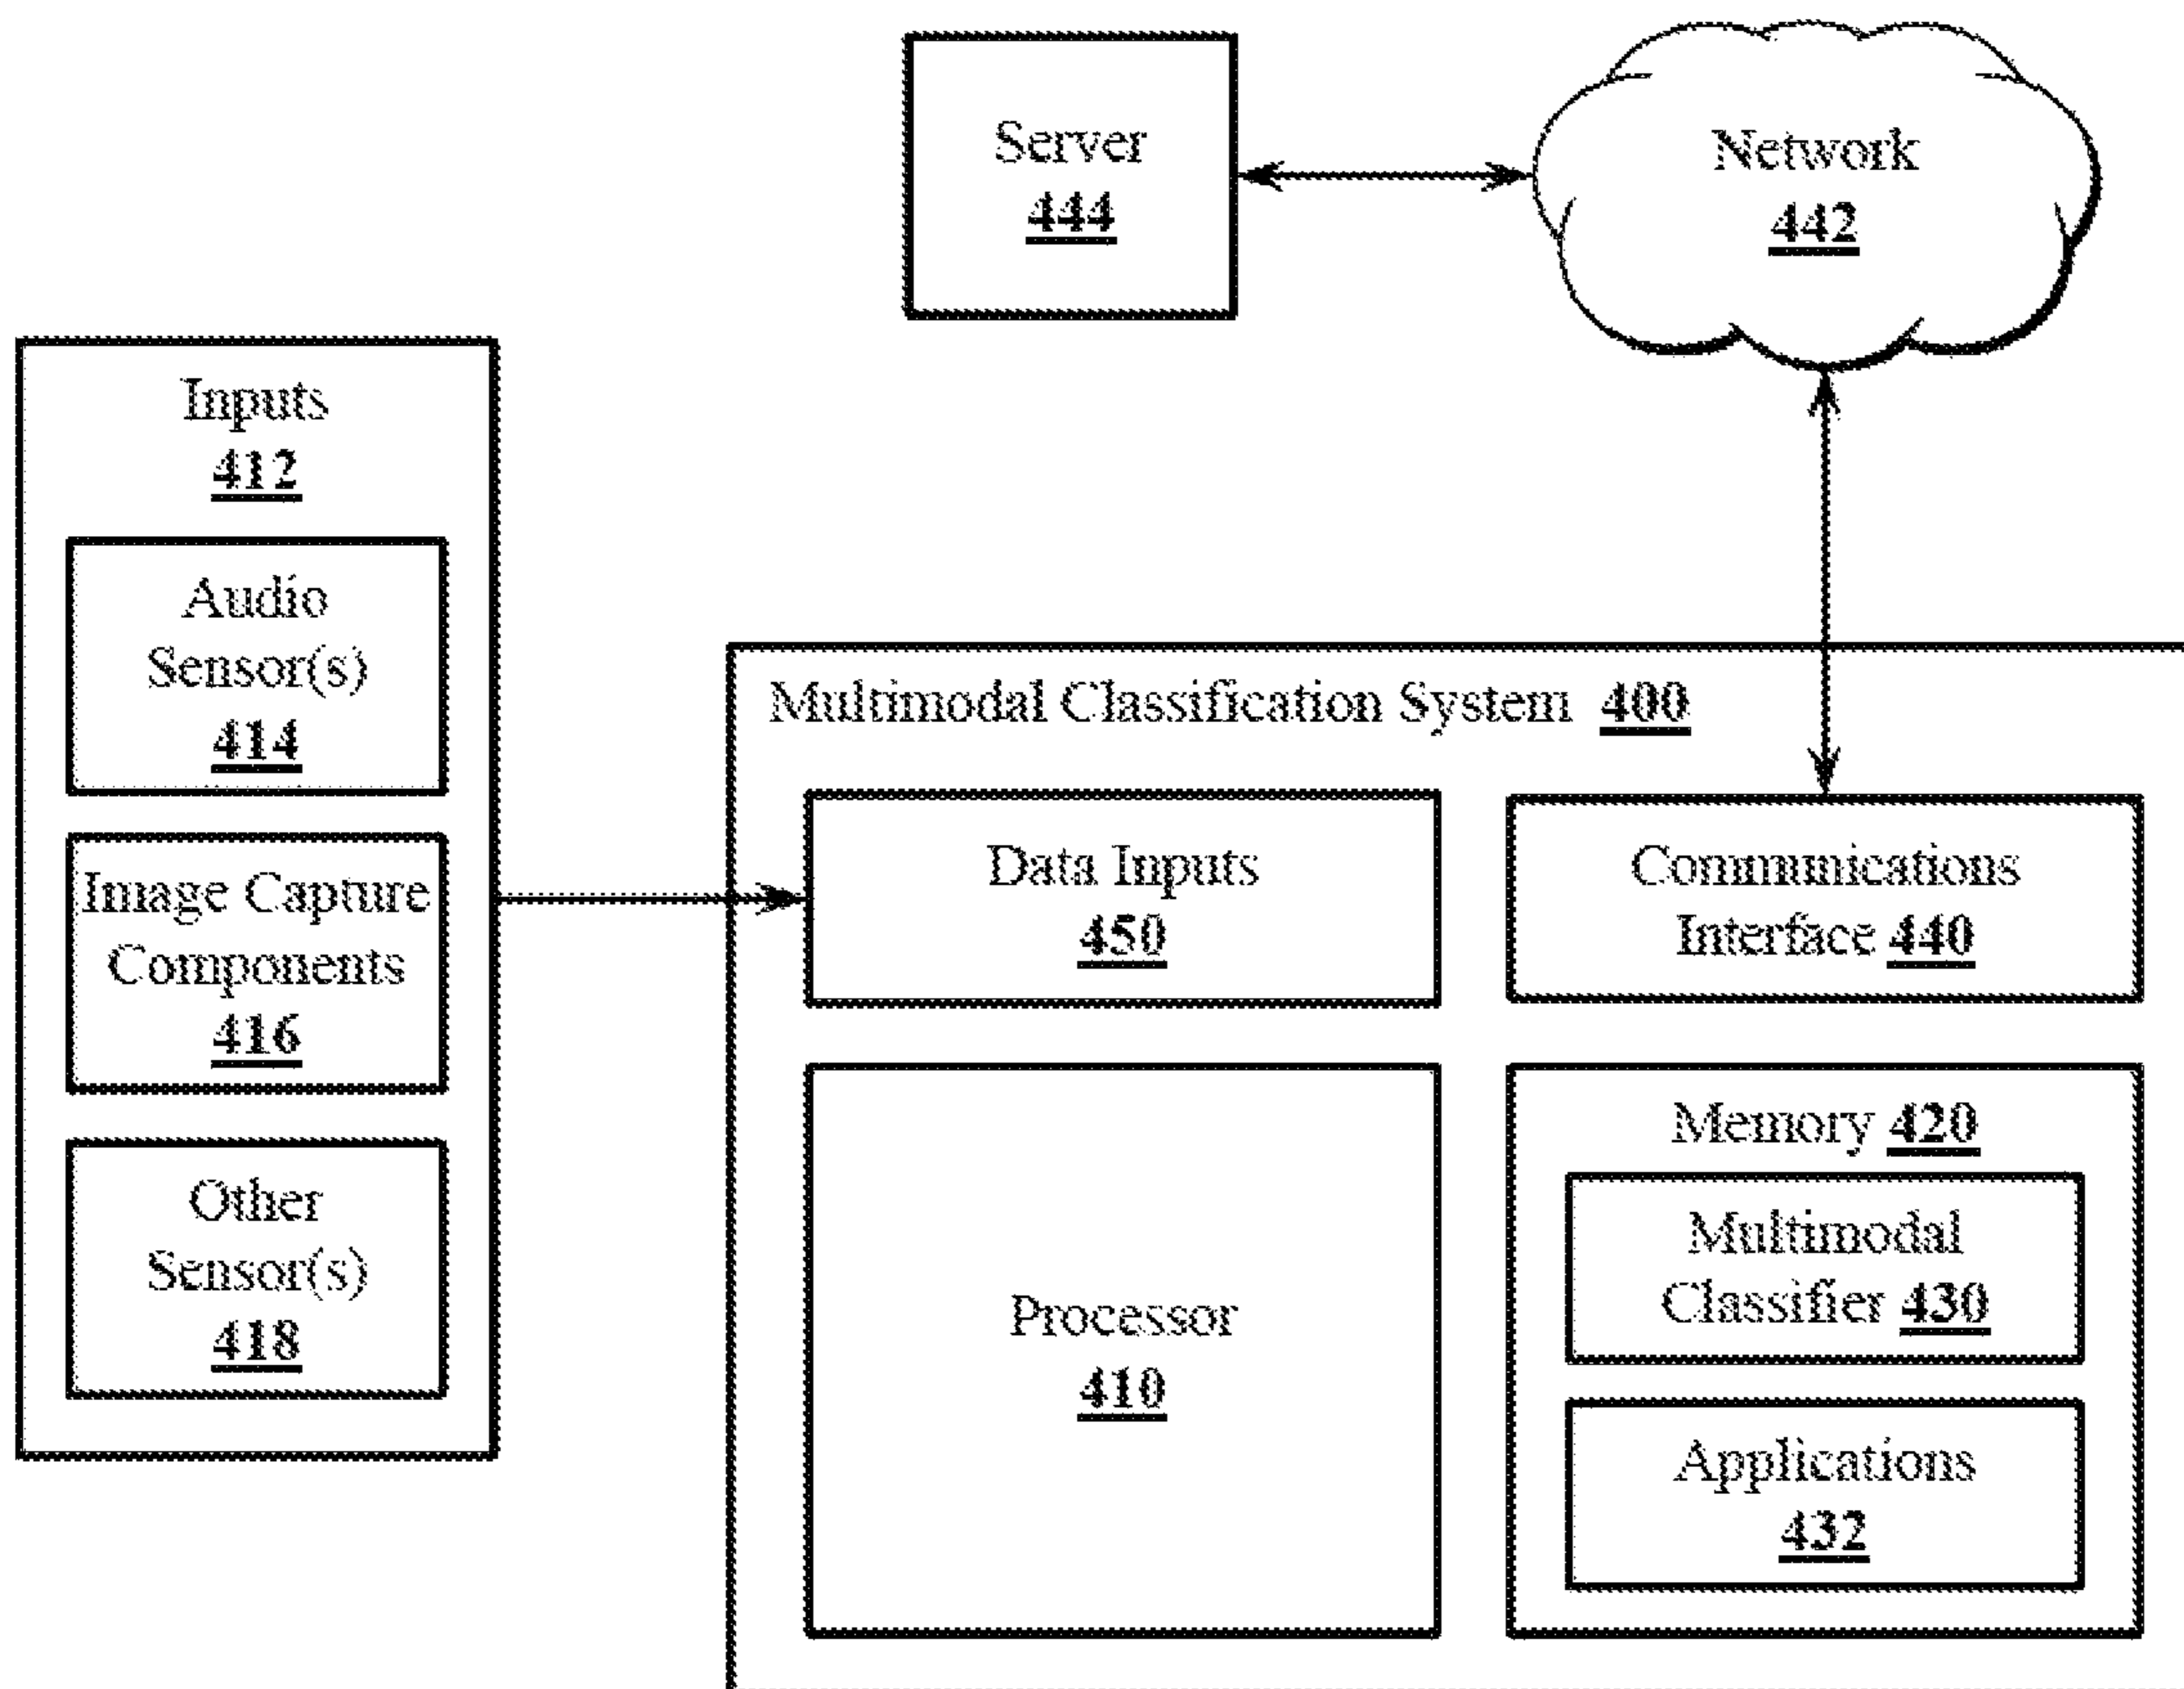 Server
444
Network
442
Inputs
412
Audio
Sensor(s)
414
Image Capture
Components
416
Other
Sensor(s)
418
Multimodal Classification System 400
Data Inputs
450
Communications
Interface 440
Processor
410
Memory 420
Multimodal
Classifier 430
Applications
432